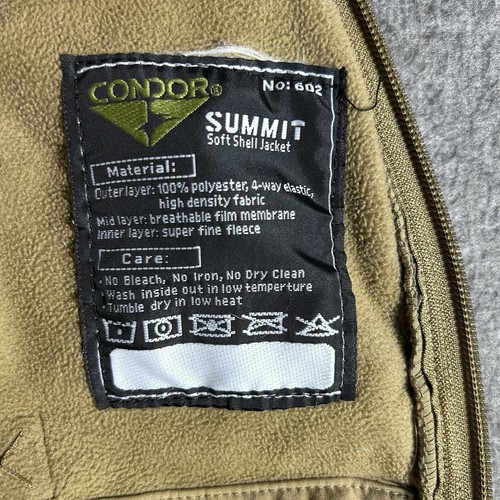 CONDOR®
No: 602
SUMMIT
Soft Shell Jacket
Material:
Outer layer: 100% polyester, 4-way elastic,
high density fabric
Mid layer: breathable film membrane
Inner layer: super fine fleece
Care:
• No Bleach, No Iron, No Dry Clean
• Wash inside out in low temperture
• Tumble dry in low heat